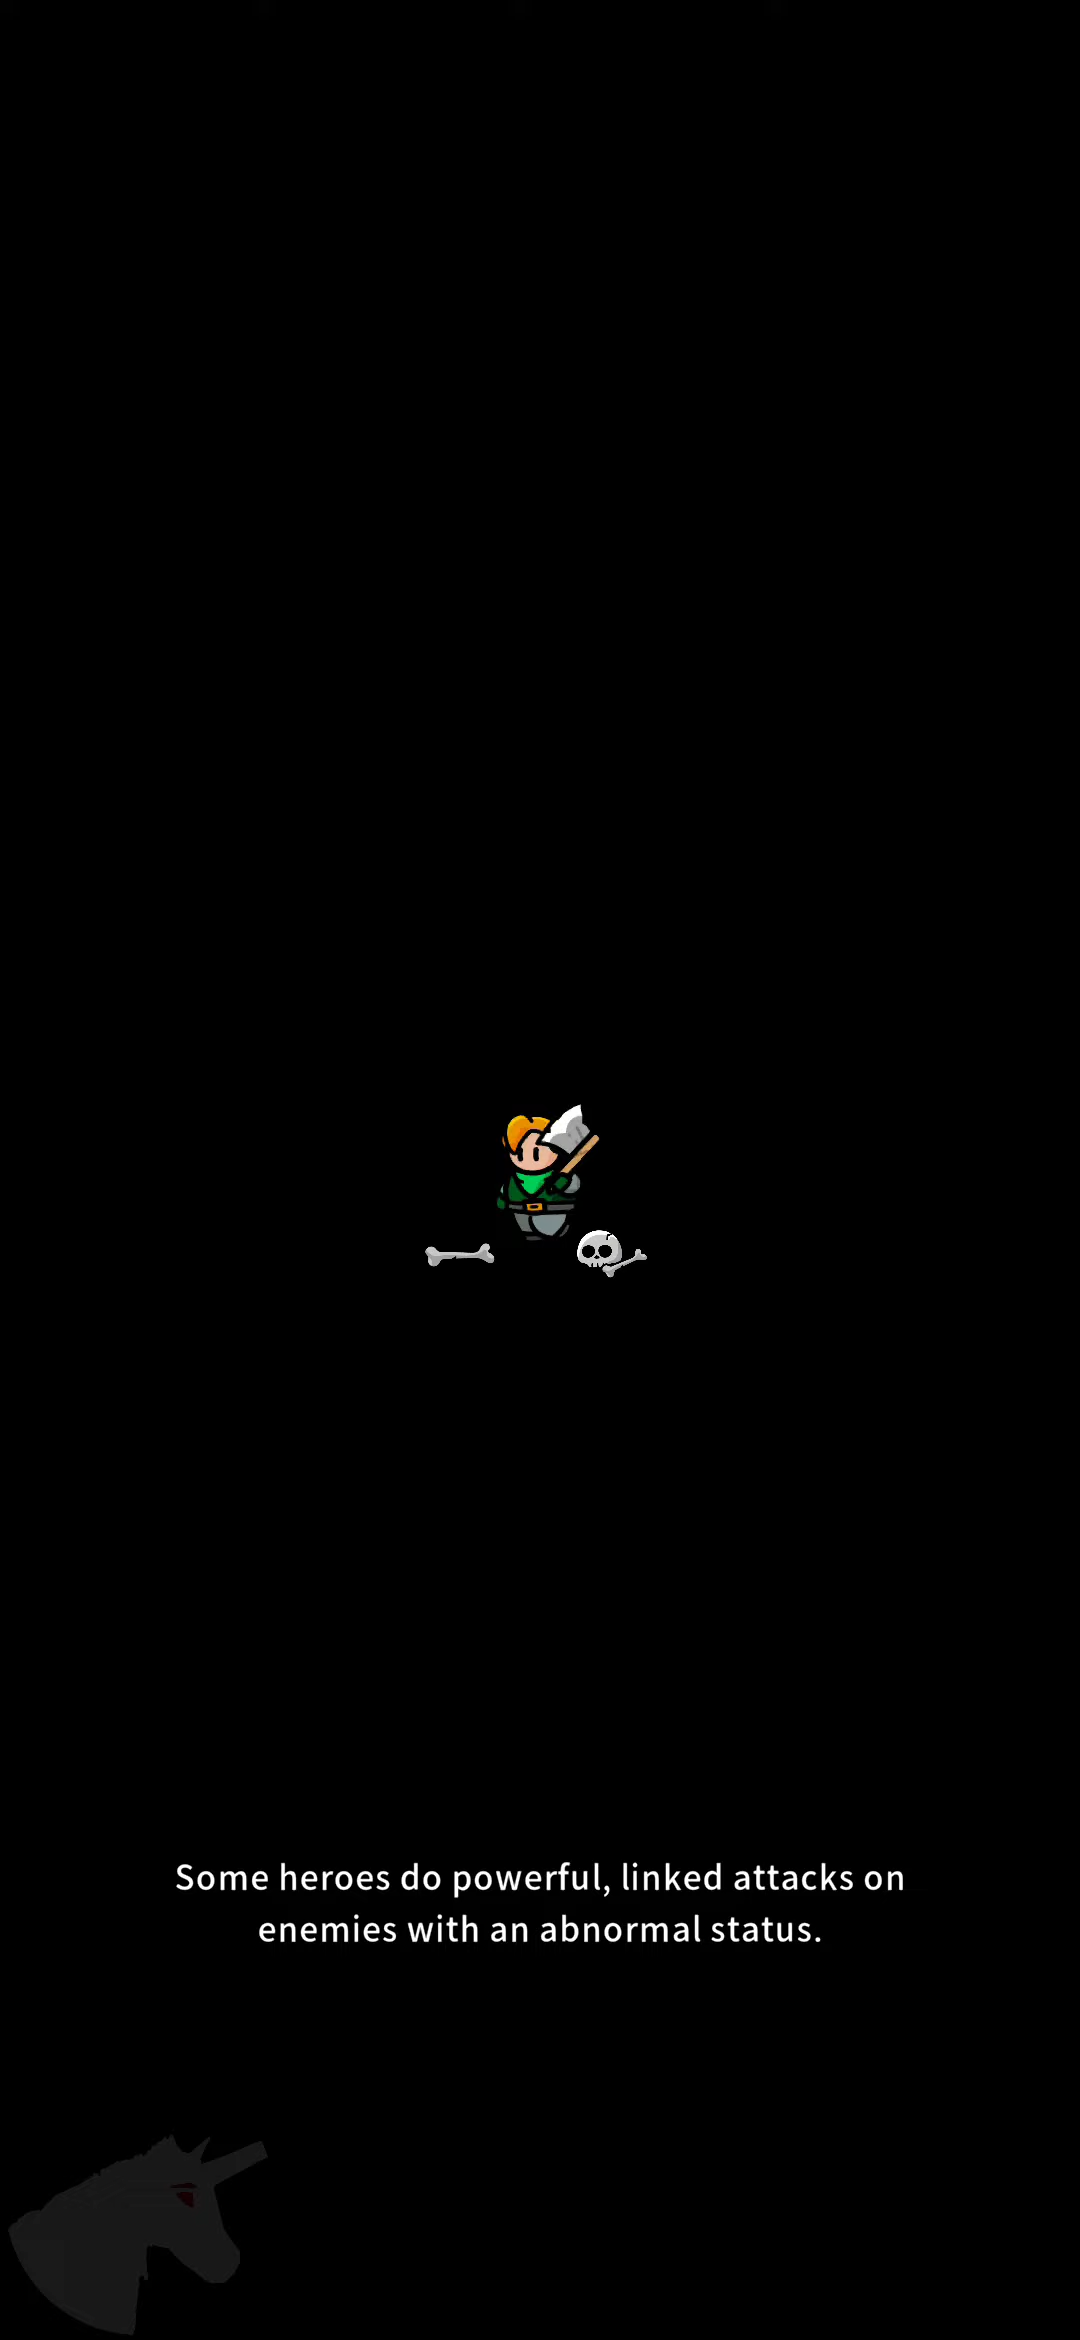 Some heroes do powerful, linked attacks on
enemies with an abnormal status.